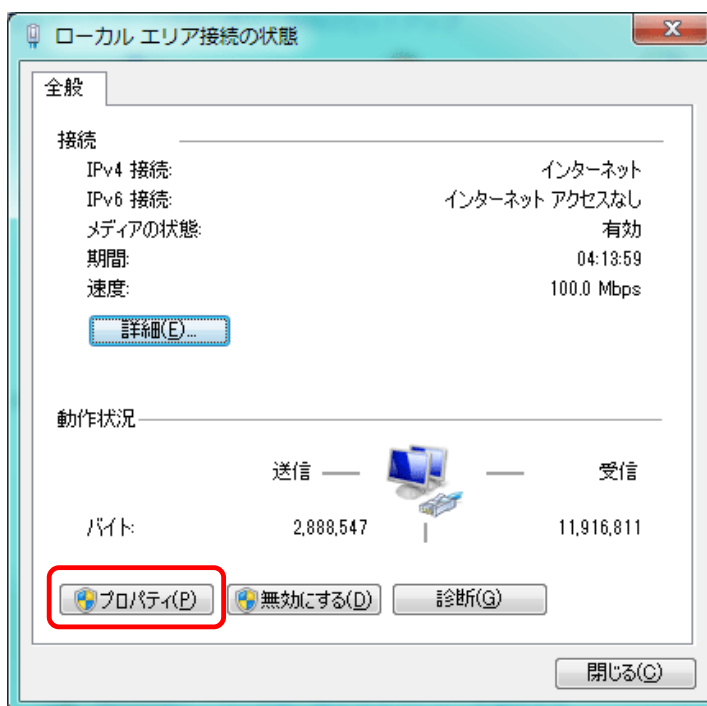 ローカル エリア接続の状態
全般
接続
IPv4 接続: インターネット
IPv6 接続: インターネット アクセスなし
メディアの状態: 有効
期間: 04:13:59
速度: 100.0 Mbps
詳細(E)...
動作状況
送信 受信
バイト: 2,888,547 11,916,811
プロパティ(P) 無効にする(D) 診断(G)
閉じる(C)